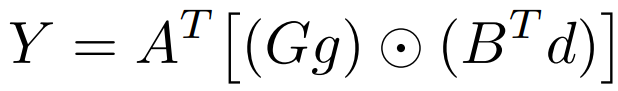 Y = A^T [(Gg) ⊙ (B^T d)]